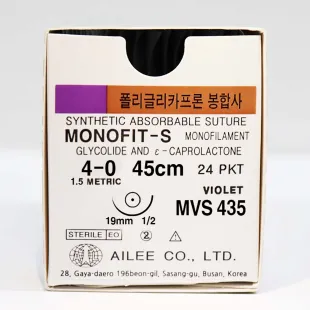 폴리글리카프론 봉합사
SYNTHETIC ABSORBABLE SUTURE
MONOFIT-S MONOFILAMENT
GLYCOLIDE AND ε-CAPROLACTONE
4-0 45cm 24 PKT
1.5 METRIC
VIOLET
MVS 435
19mm 1/2
STERILE EO 2
AILEE CO., LTD.
28, Gaya-daero 196beon-gil, Sasang-gu, Busan, Korea